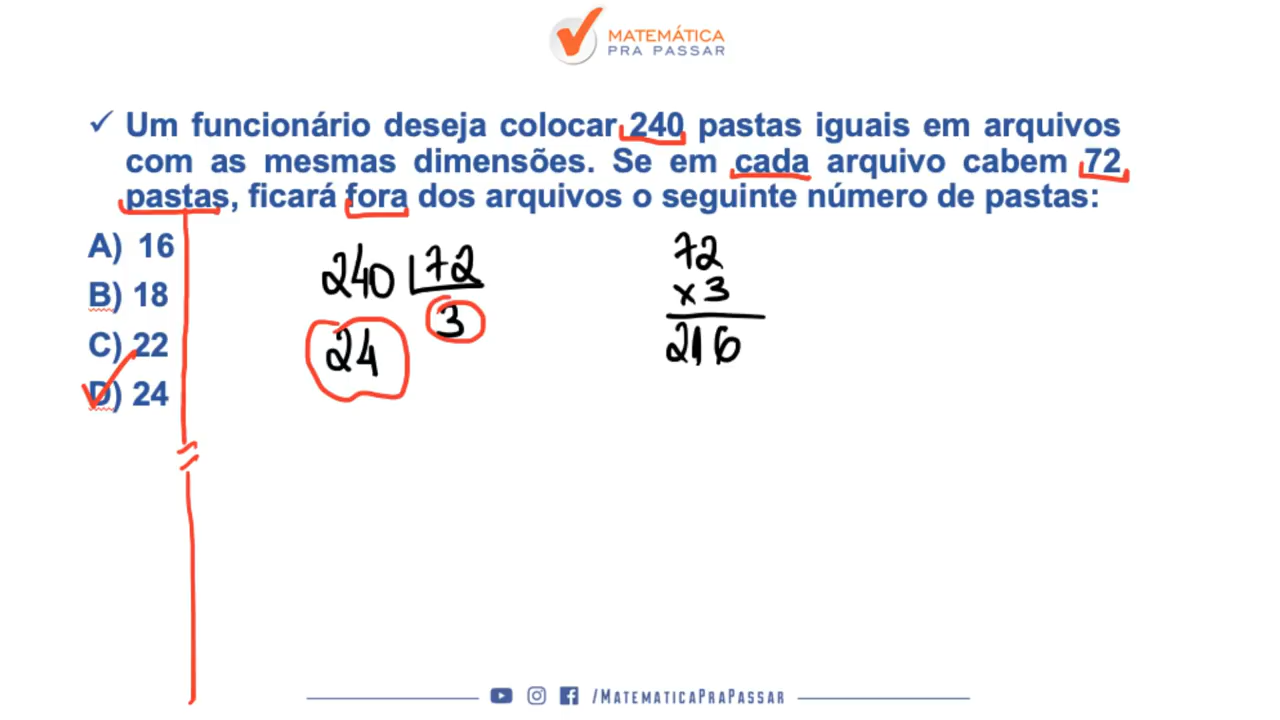 MATEMÁTICA
PRA PASSAR
✓ Um funcionário deseja colocar 240 pastas iguais em arquivos
com as mesmas dimensões. Se em cada arquivo cabem 72
pastas, ficará fora dos arquivos o seguinte número de pastas:
A) 16
B) 18
C) 22
D) 24
240 72
24 3
72
x 3
216
/MatematicaPraPassar